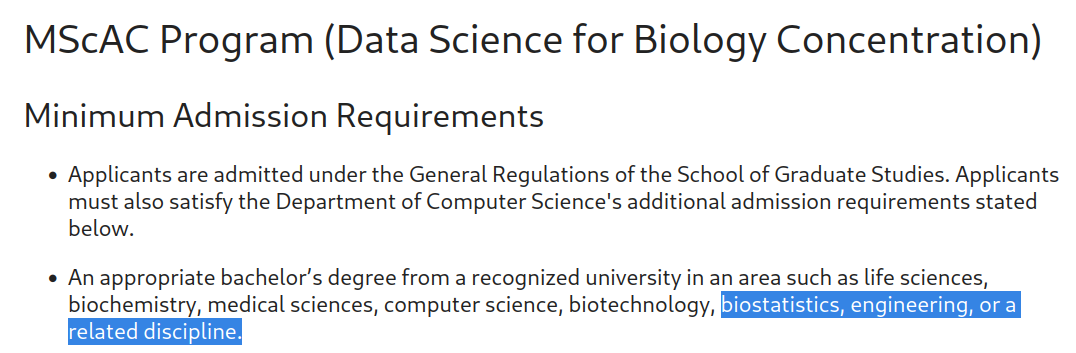 MScAC Program (Data Science for Biology Concentration)
Minimum Admission Requirements
• Applicants are admitted under the General Regulations of the School of Graduate Studies. Applicants
must also satisfy the Department of Computer Science's additional admission requirements stated
below.
• An appropriate bachelor’s degree from a recognized university in an area such as life sciences,
biochemistry, medical sciences, computer science, biotechnology, biostatistics, engineering, or a
related discipline.